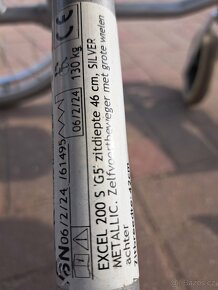 EXCEL 200 S 'G5' zitdiepte 46 cm, SILVER
METALLIC. Zelfvoortbeweger met grote wielen
achter
130 kg
06/2/24
SN 06/2/24 /61495